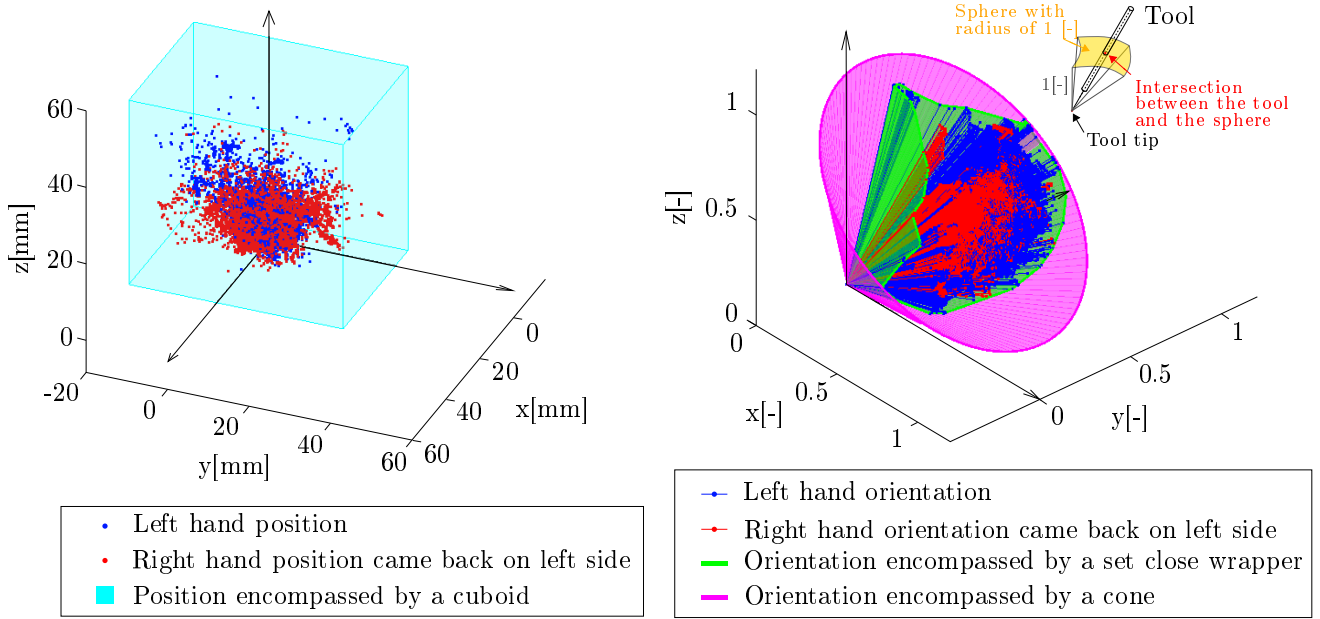 60
40
20
0
z[mm]
-20
0
20
40
60
y[mm]
60
40
20
0
x[mm]
Left hand position
Right hand position came back on left side
Position encompassed by a cuboid
Sphere with
radius of 1 [-]
Tool
1[-]
Intersection
between the tool
and the sphere
Tool tip
1
0.5
0
z[-]
0
0.5
1
x[-]
0
0.5
1
y[-]
Left hand orientation
Right hand orientation came back on left side
Orientation encompassed by a set close wrapper
Orientation encompassed by a cone